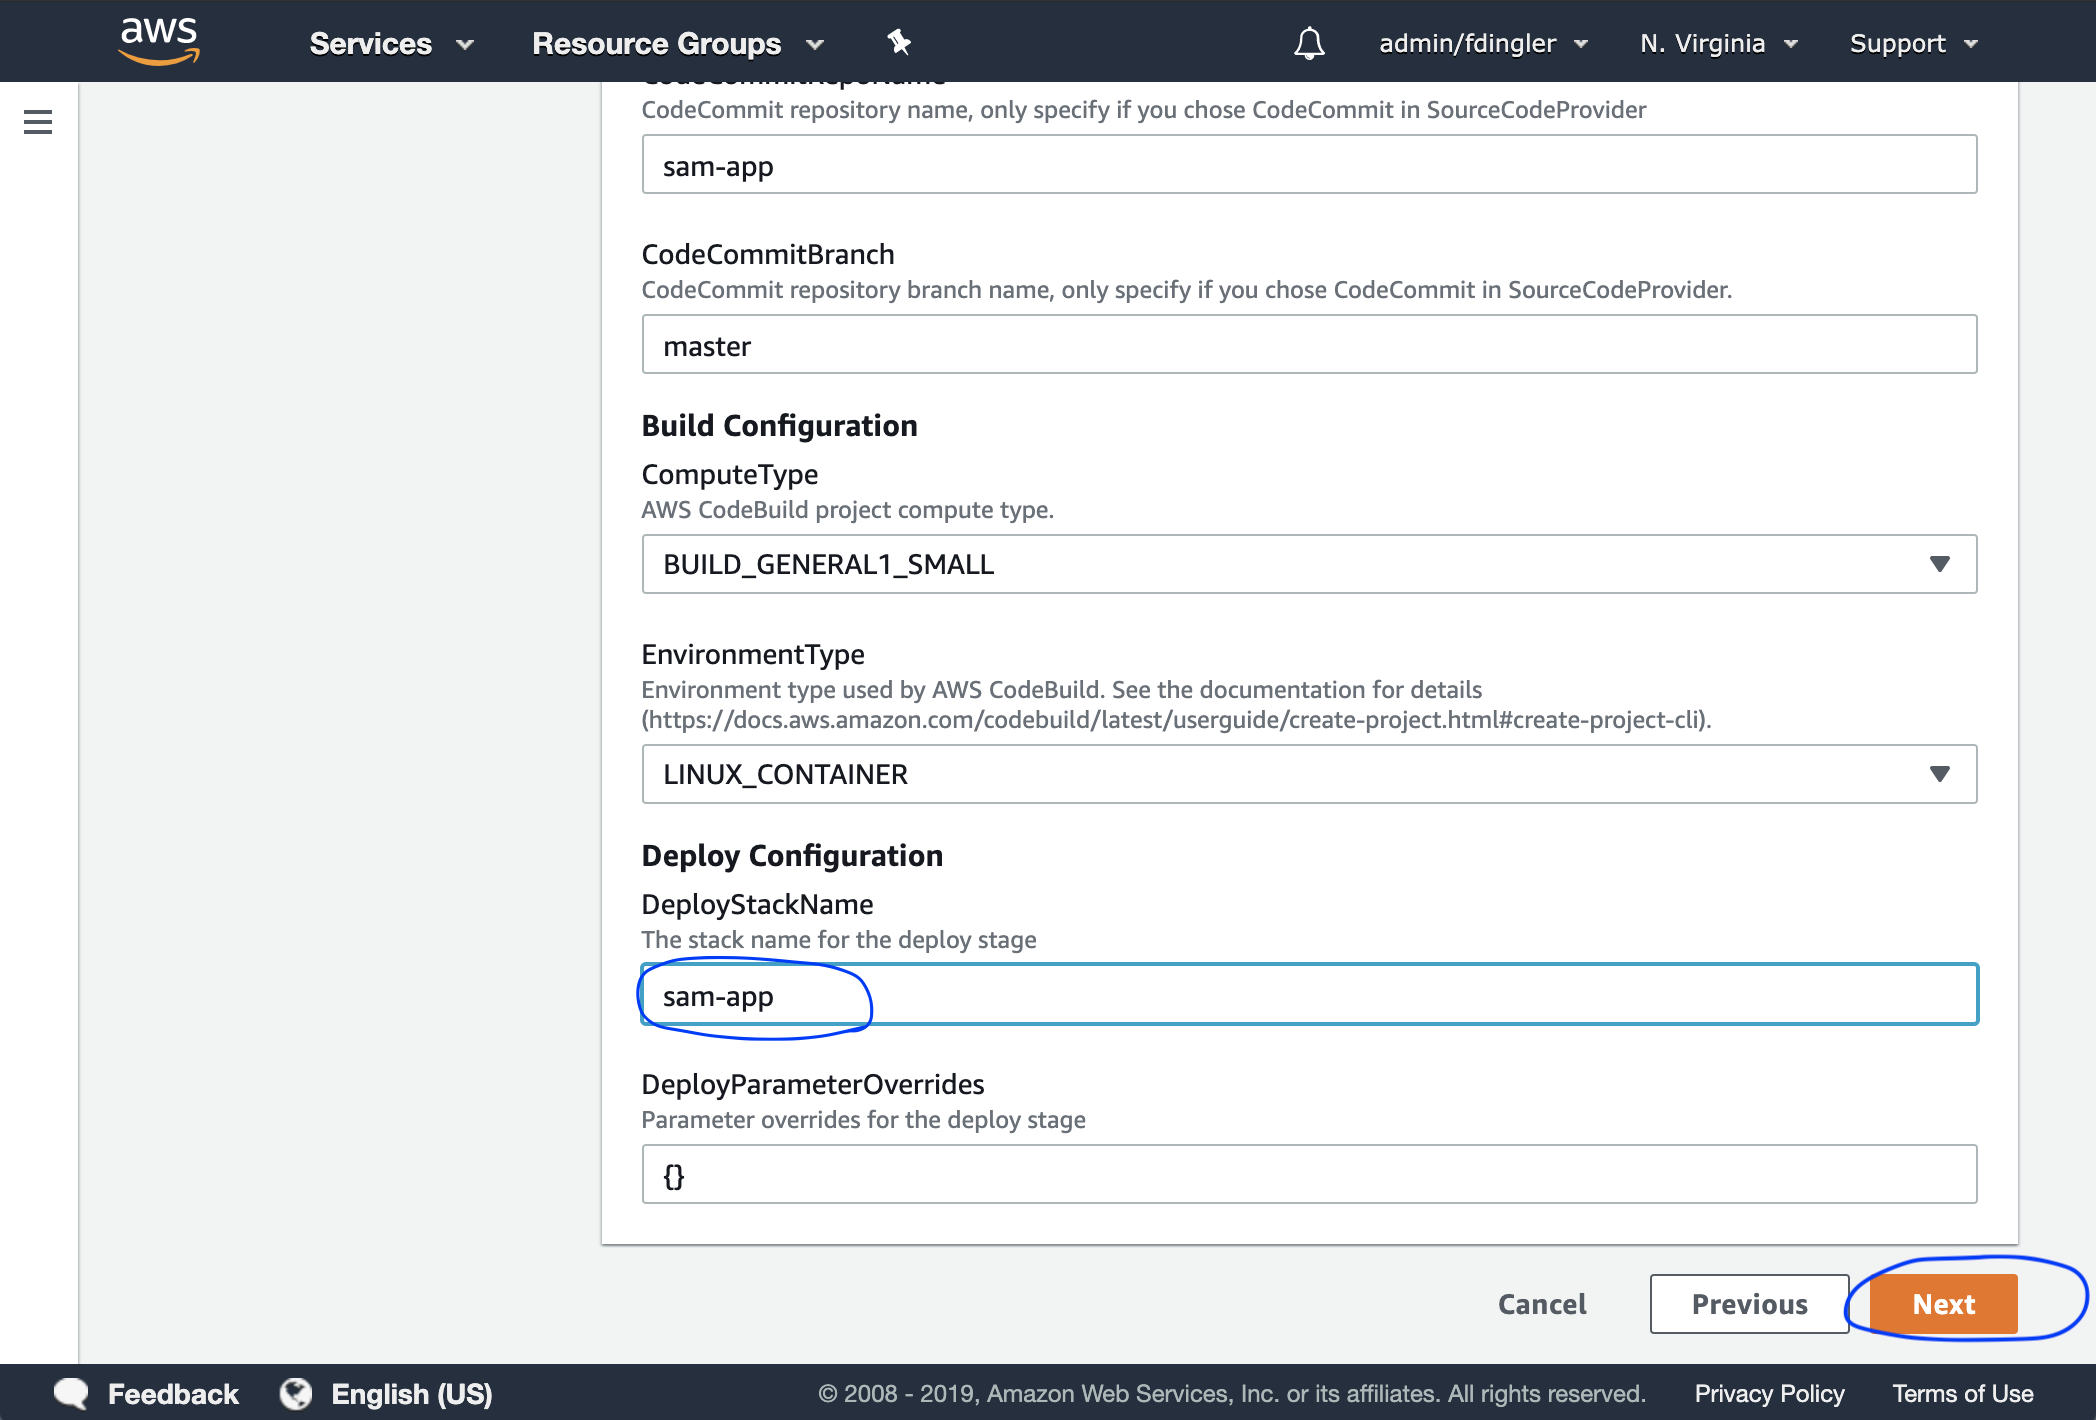 aws
Services
Resource Groups
admin/fdingler
N. Virginia
Support
CodeCommitRepoName
CodeCommit repository name, only specify if you chose CodeCommit in SourceCodeProvider
sam-app
CodeCommitBranch
CodeCommit repository branch name, only specify if you chose CodeCommit in SourceCodeProvider.
master
Build Configuration
ComputeType
AWS CodeBuild project compute type.
BUILD_GENERAL1_SMALL
EnvironmentType
Environment type used by AWS CodeBuild. See the documentation for details
(https://docs.aws.amazon.com/codebuild/latest/userguide/create-project.html#create-project-cli).
LINUX_CONTAINER
Deploy Configuration
DeployStackName
The stack name for the deploy stage
sam-app
DeployParameterOverrides
Parameter overrides for the deploy stage
{}
Cancel
Previous
Next
Feedback
English (US)
© 2008 - 2019, Amazon Web Services, Inc. or its affiliates. All rights reserved.
Privacy Policy
Terms of Use